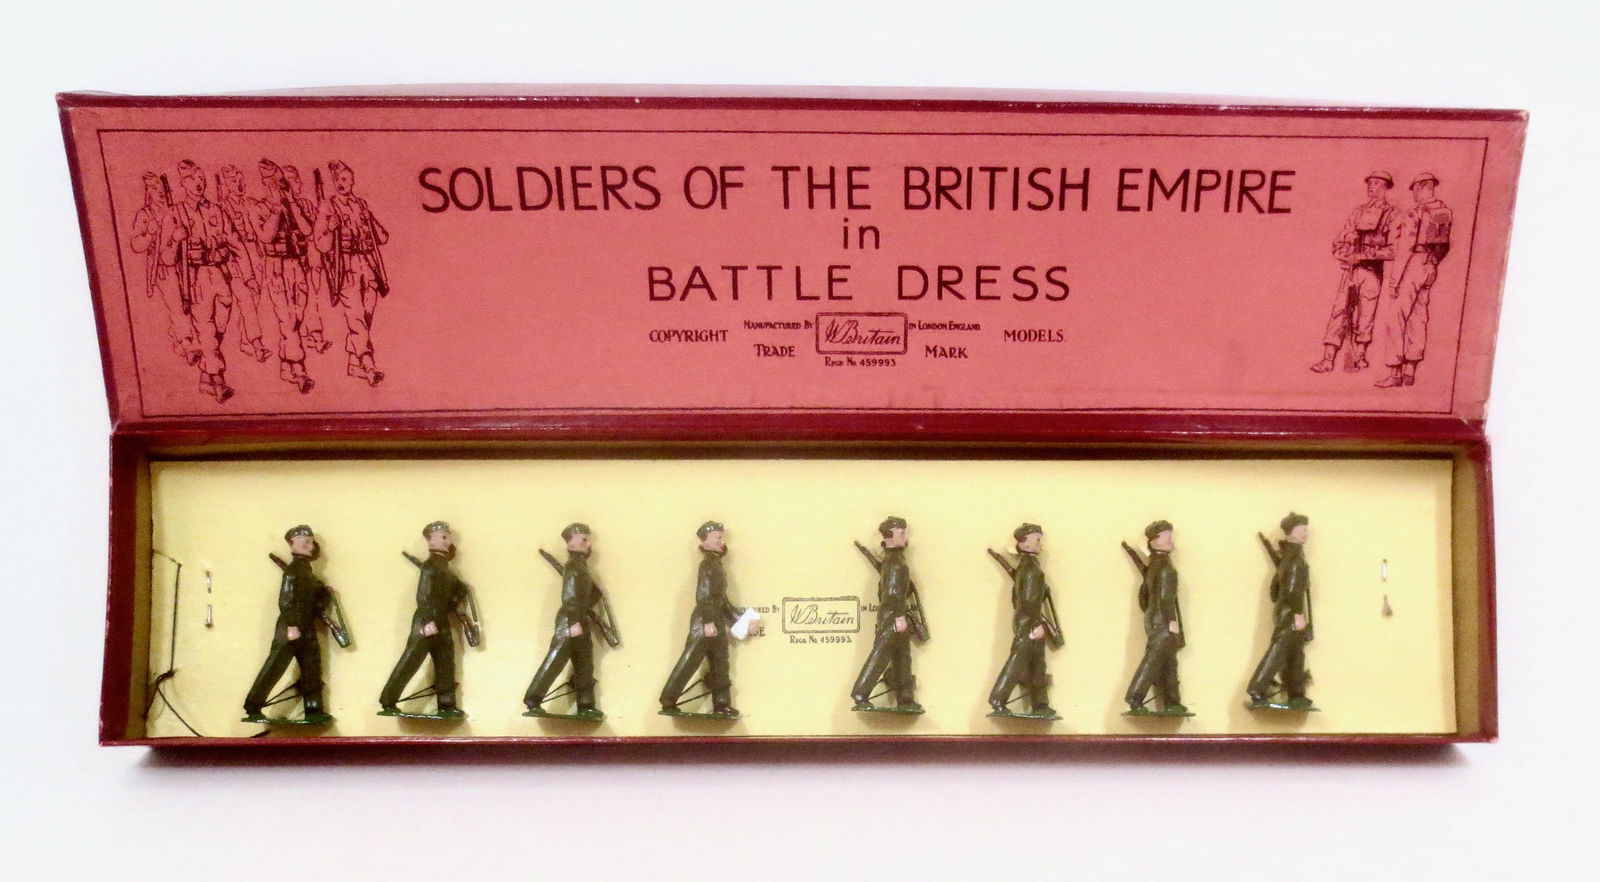 SOLDIERS OF THE BRITISH EMPIRE
in
BATTLE DRESS
COPYRIGHT MANUFACTURED BY W Britain IN LONDON ENGLAND MODELS.
TRADE MARK
REGD No. 459993
W Britain
REGD No. 459993